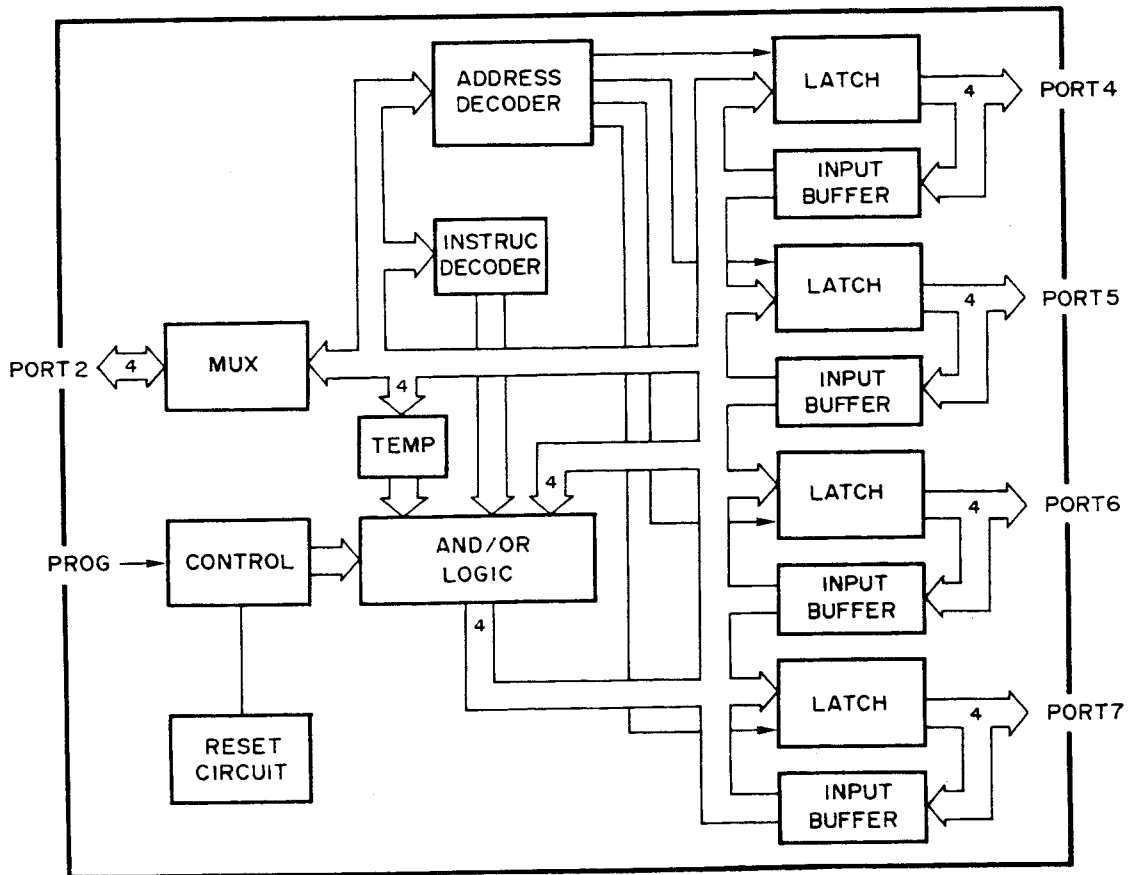 ADDRESS
DECODER
LATCH
4
PORT 4
INPUT
BUFFER
INSTRUC
DECODER
LATCH
4
PORT 5
PORT 2
4
MUX
INPUT
BUFFER
4
TEMP
4
LATCH
4
PORT 6
PROG
CONTROL
AND/OR
LOGIC
INPUT
BUFFER
4
LATCH
4
PORT 7
RESET
CIRCUIT
INPUT
BUFFER